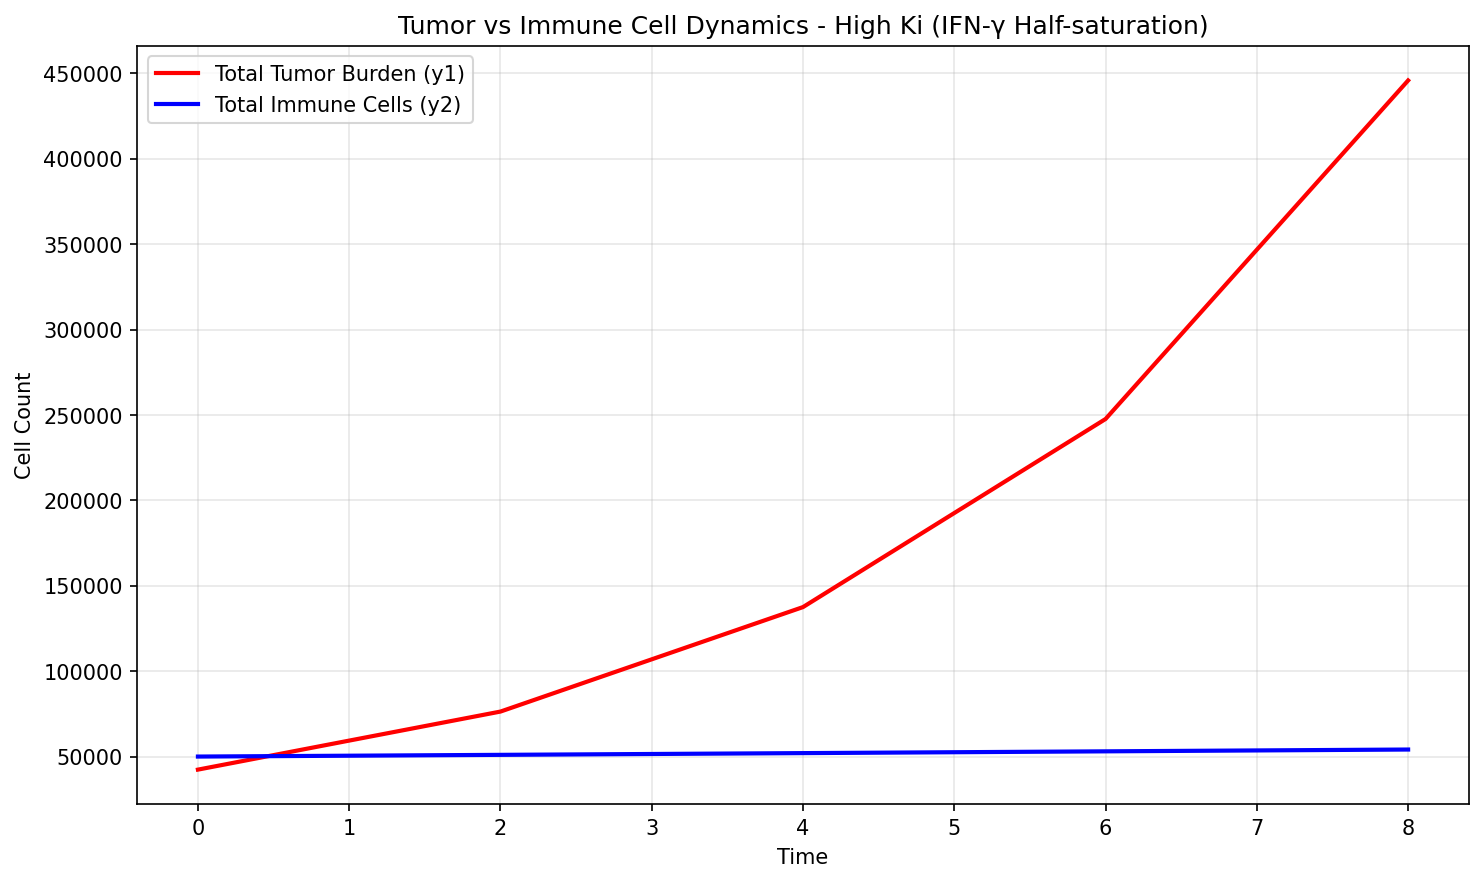 Tumor vs Immune Cell Dynamics - High Ki (IFN-γ Half-saturation)
Total Tumor Burden (y1)
Total Immune Cells (y2)
450000
400000
350000
300000
250000
200000
150000
100000
50000
Cell Count
0 1 2 3 4 5 6 7 8
Time